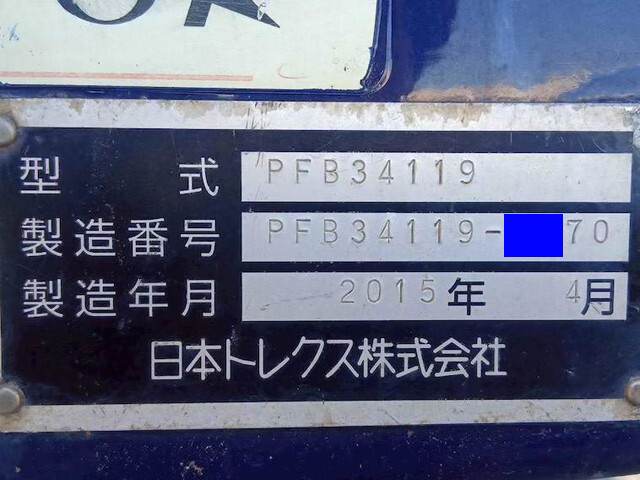 型式 PFB34119
製造番号 PFB34119-70
製造年月 2015年 4月
日本トレクス株式会社